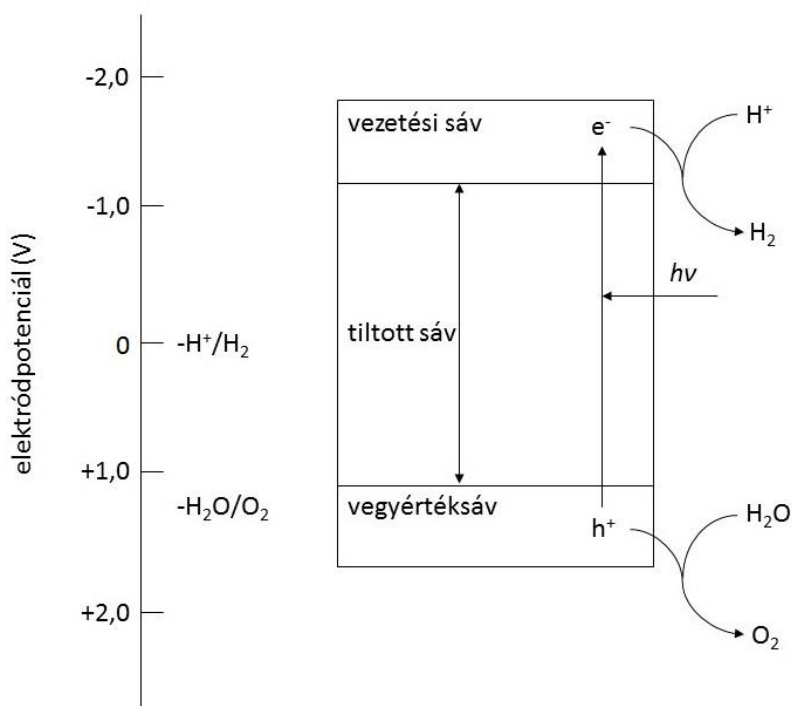 -2,0
vezetési sáv
e⁻
H⁺
-1,0
H₂
hν
elektródpotenciál (V)
0
-H⁺/H₂
tiltott sáv
+1,0
-H₂O/O₂
vegyértéksáv
h⁺
H₂O
+2,0
O₂